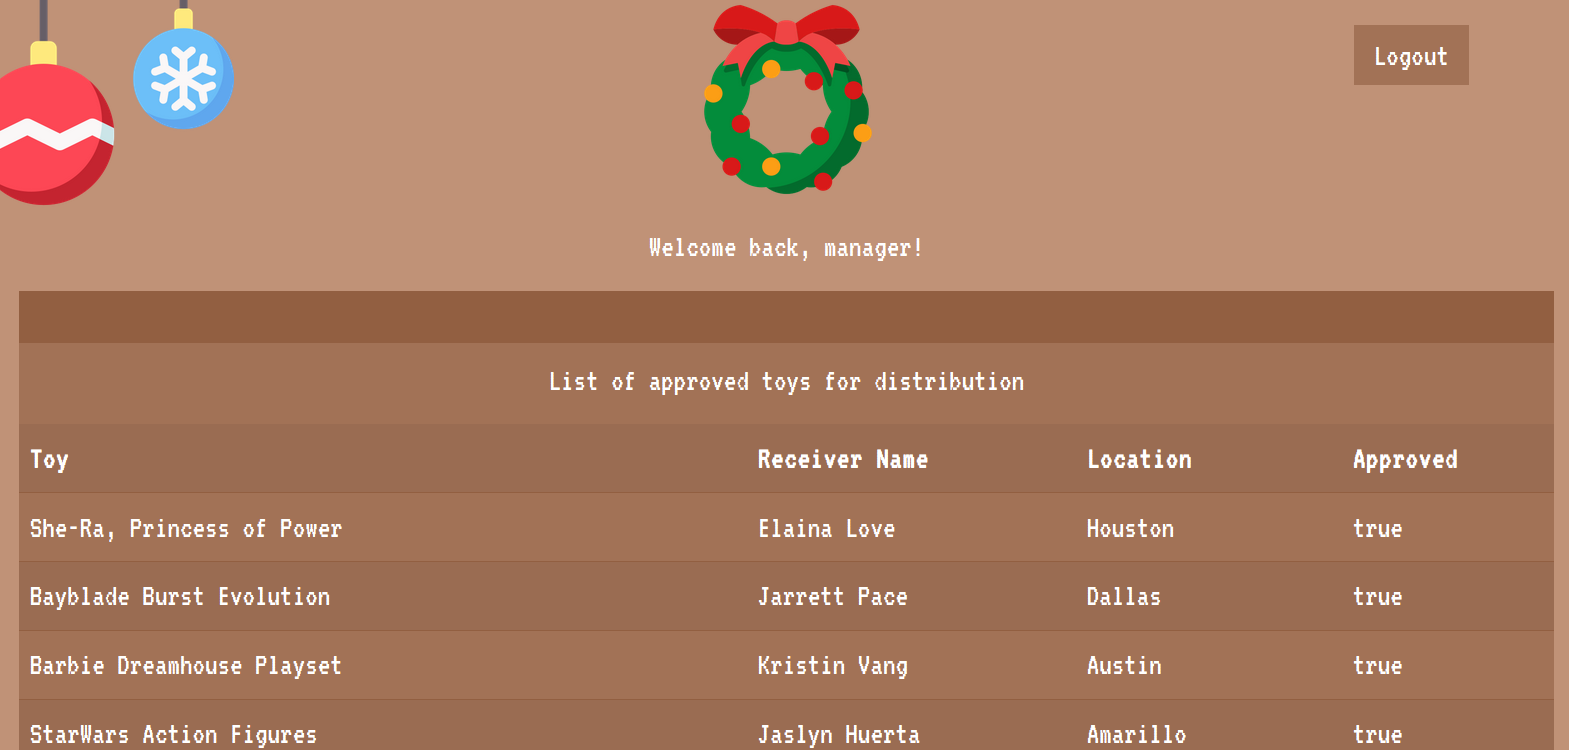 Logout
Welcome back, manager!
List of approved toys for distribution
Toy Receiver Name Location Approved
She-Ra, Princess of Power Elaina Love Houston true
Bayblade Burst Evolution Jarrett Pace Dallas true
Barbie Dreamhouse Playset Kristin Vang Austin true
StarWars Action Figures Jaslyn Huerta Amarillo true